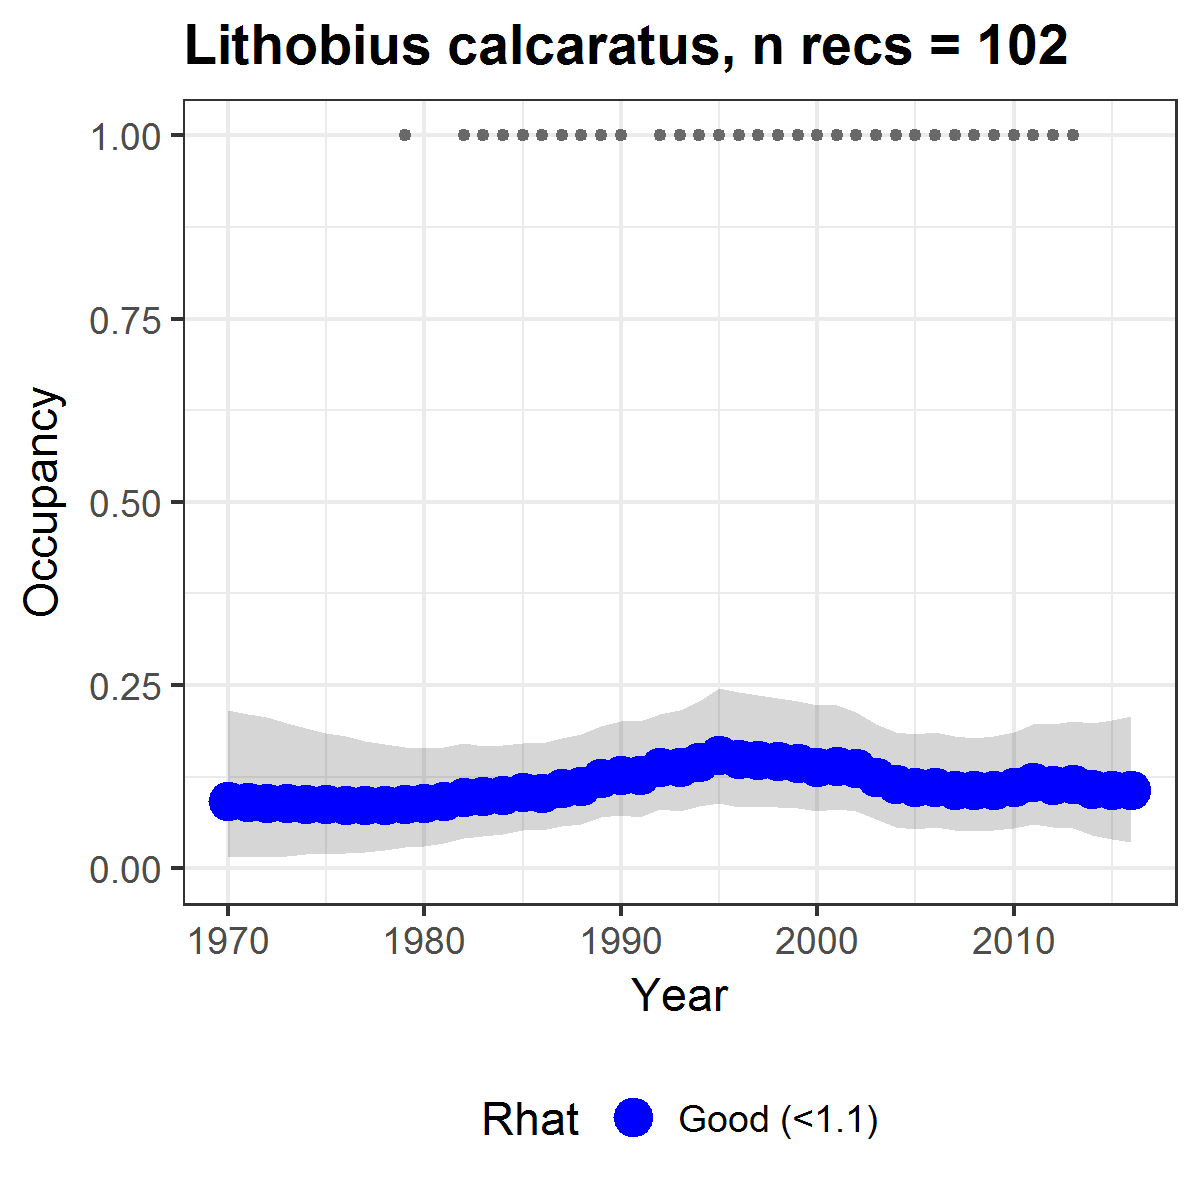 Lithobius calcaratus, n recs = 102
1.00
0.75
0.50
0.25
0.00
Occupancy
1970 1980 1990 2000 2010
Year
Rhat Good (<1.1)